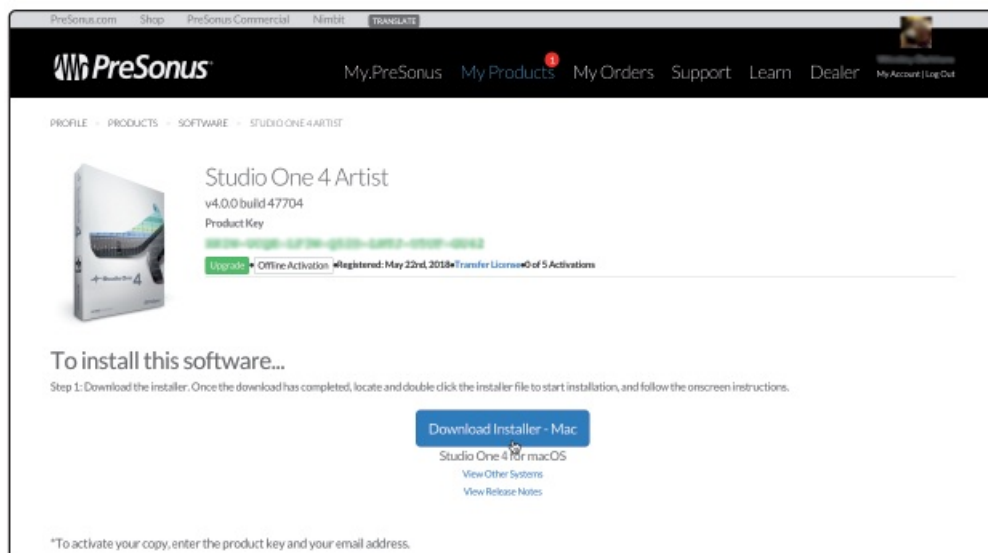 PreSonus.com Shop PreSonus Commercial Nimbit TRANSLATE
PreSonus
My.PreSonus My Products 1 My Orders Support Learn Dealer
My Account | Log Out
PROFILE PRODUCTS SOFTWARE STUDIO ONE 4 ARTIST
Studio One 4 Artist
v4.0.0 build 47704
Product Key
Upgrade • Offline Activation •Registered: May 22nd, 2018•Transfer License•0 of 5 Activations
Studio One 4
To install this software...
Step 1: Download the installer. Once the download has completed, locate and double click the installer file to start installation, and follow the onscreen instructions.
Download Installer - Mac
Studio One 4 for macOS
View Other Systems
View Release Notes
*To activate your copy, enter the product key and your email address.